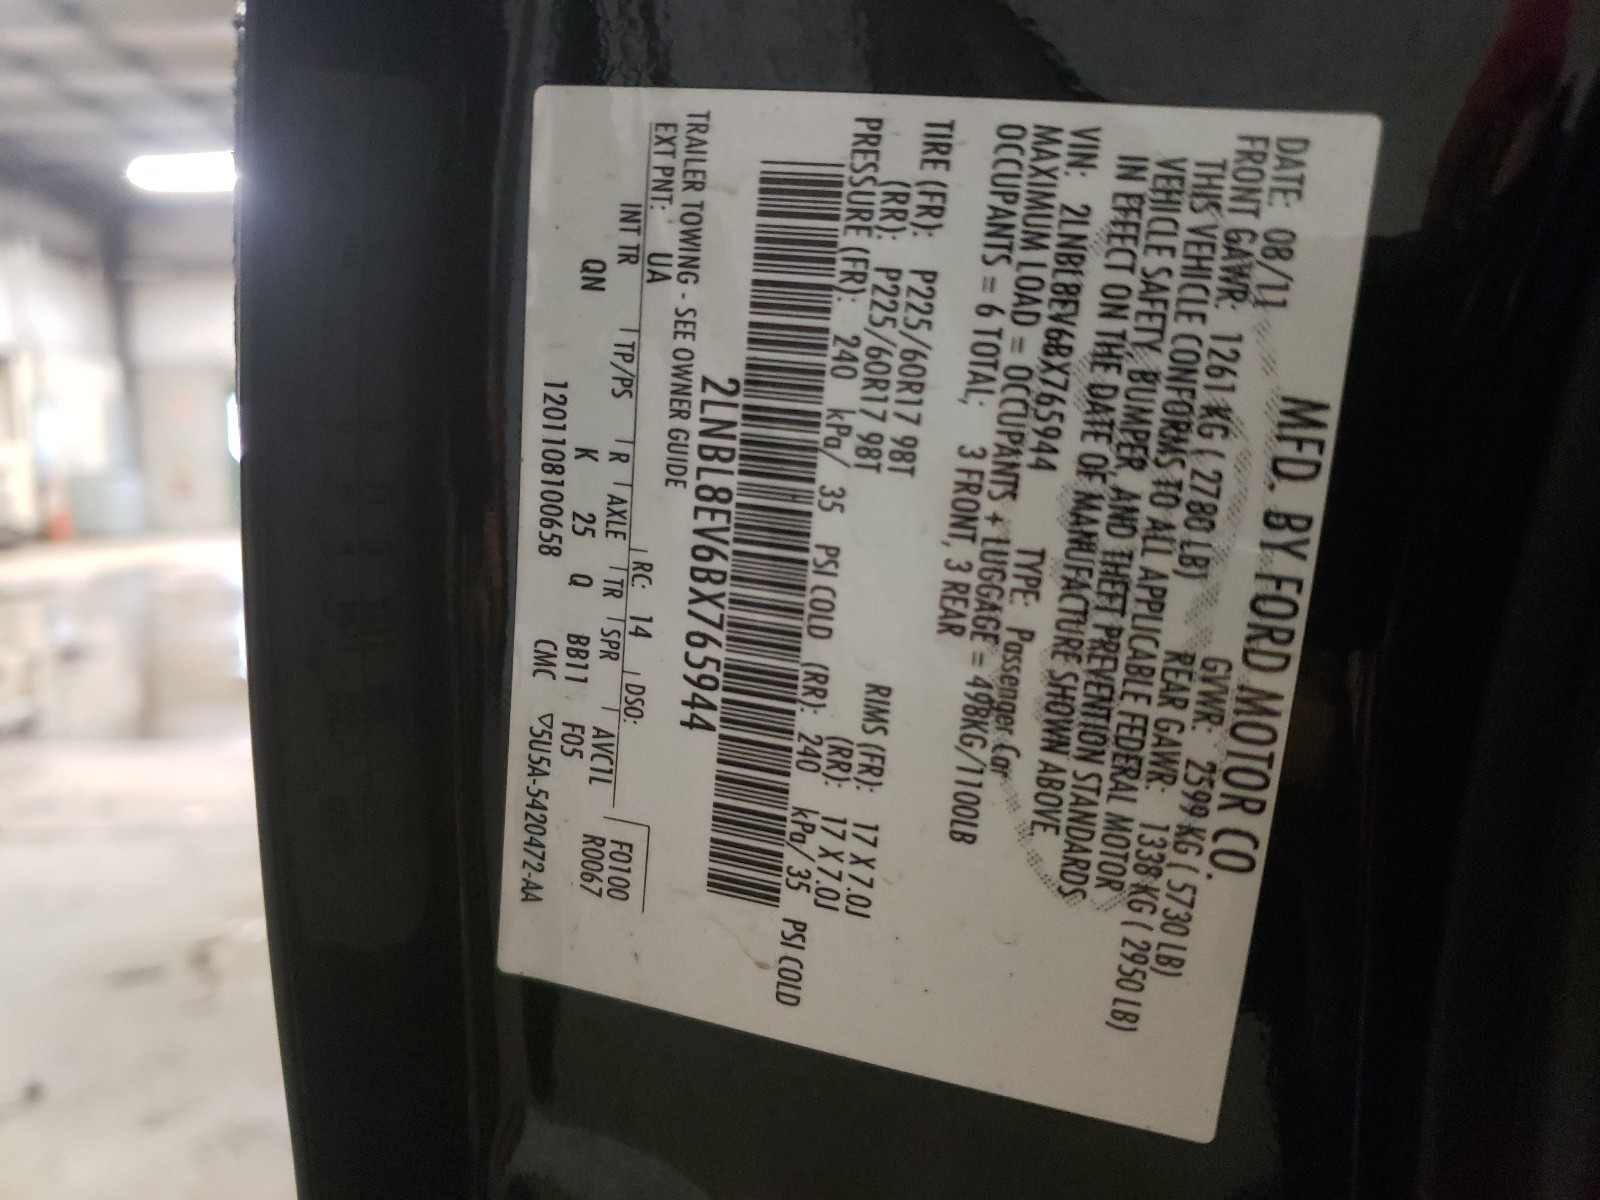 MFD. BY FORD MOTOR CO.
DATE: 08/11 GVWR: 2599 KG ( 5730 LB)
FRONT GAWR: 1261 KG ( 2780 LB) REAR GAWR: 1338 KG ( 2950 LB)
THIS VEHICLE CONFORMS TO ALL APPLICABLE FEDERAL MOTOR
VEHICLE SAFETY, BUMPER, AND THEFT PREVENTION STANDARDS
IN EFFECT ON THE DATE OF MANUFACTURE SHOWN ABOVE.
VIN: 2LNBL8EV6BX765944 TYPE: Passenger Car
MAXIMUM LOAD = OCCUPANTS + LUGGAGE = 498KG/1100LB
OCCUPANTS = 6 TOTAL; 3 FRONT, 3 REAR
TIRE (FR): P225/60R17 98T RIMS (FR): 17 X 7.0J
(RR): P225/60R17 98T (RR): 17 X 7.0J
PRESSURE (FR): 240 kPa/ 35 PSI COLD (RR): 240 kPa/ 35 PSI COLD
2LNBL8EV6BX765944
TRAILER TOWING - SEE OWNER GUIDE
EXT PNT: UA RC: 14 DSO:
INT TR TP/PS R AXLE TR SPR AVC1L F0100
QN K 25 Q BB11 F05 R0067
120110810065​8 CMC ▽5U5A-5420472-AA